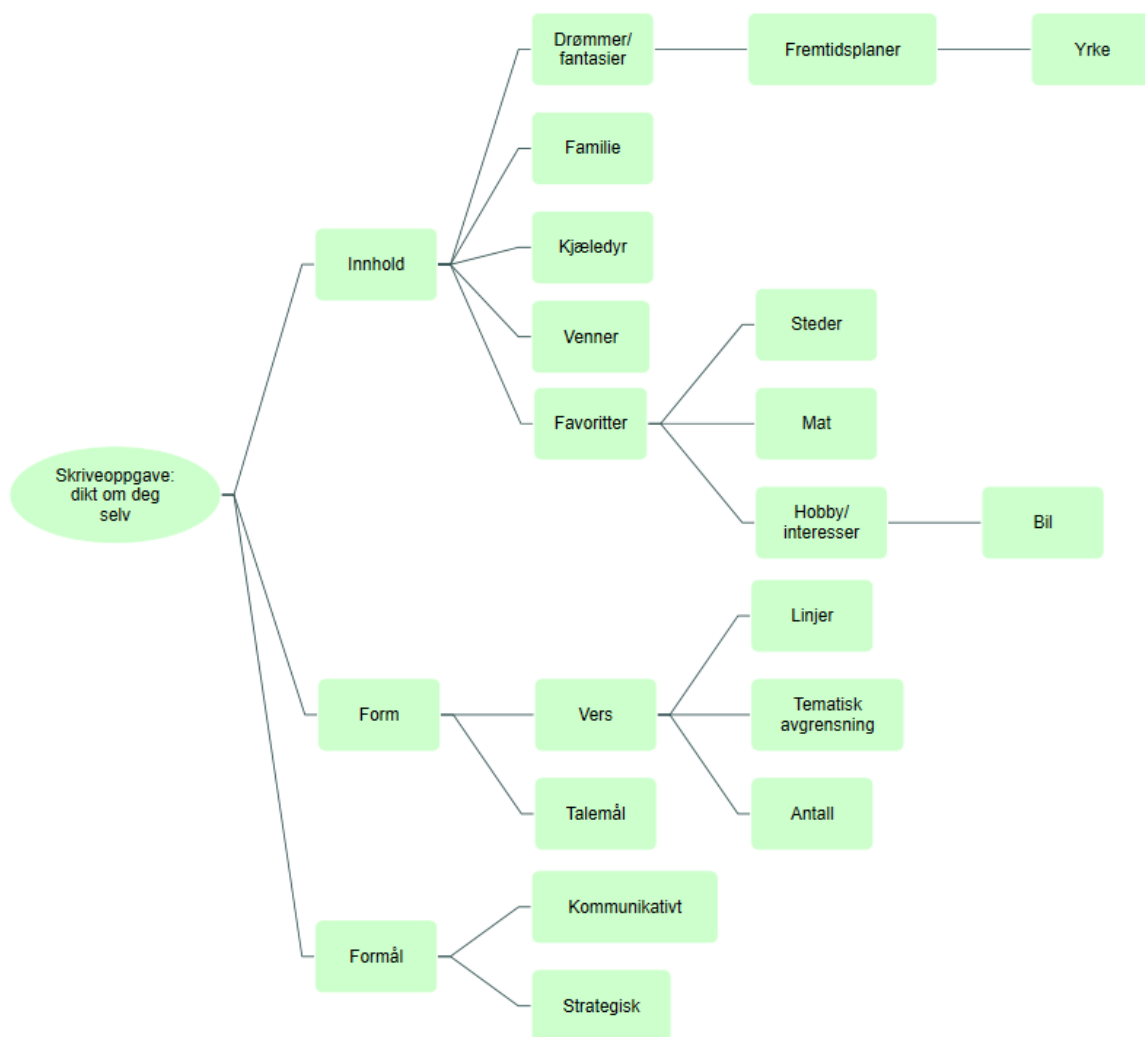 Drømmer/
fantasier
Fremtidsplaner
Yrke
Familie
Kjæledyr
Innhold
Venner
Steder
Favoritter
Mat
Skriveoppgave:
dikt om deg
selv
Hobby/
interesser
Bil
Linjer
Form
Vers
Tematisk
avgrensning
Talemål
Antall
Kommunikativt
Formål
Strategisk